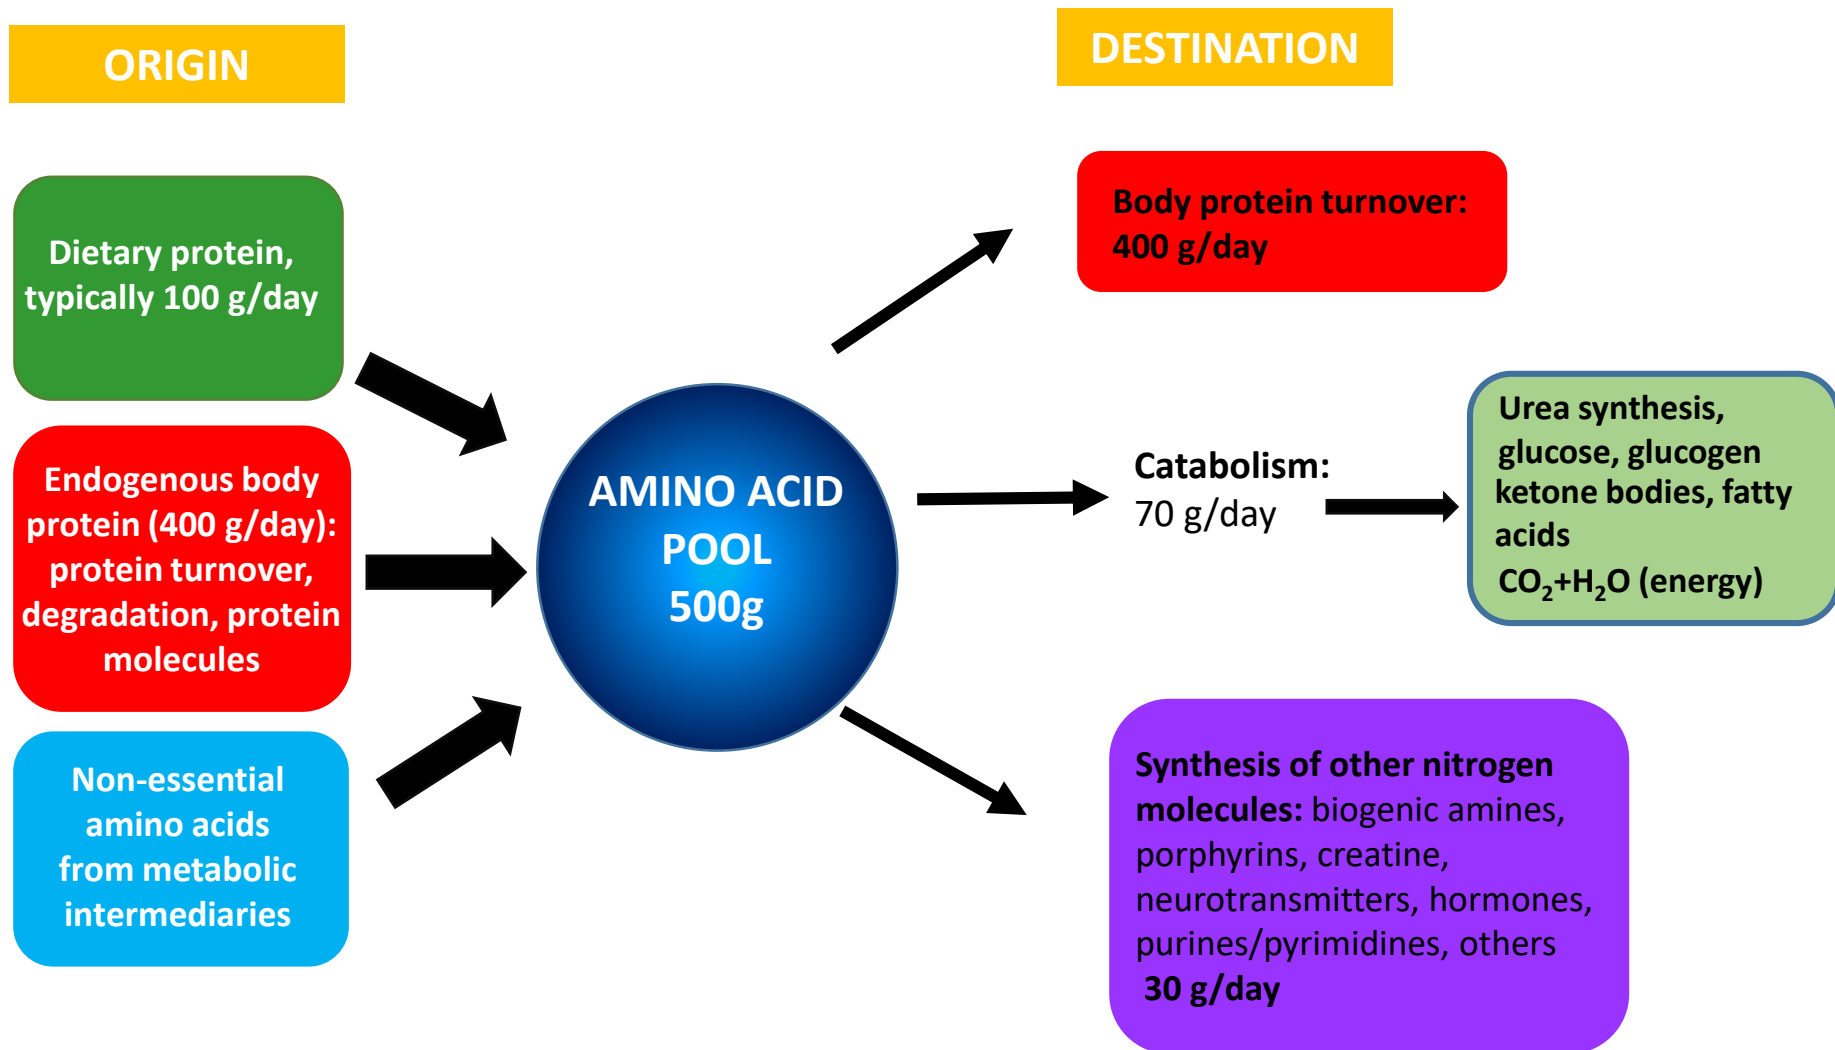 ORIGIN
DESTINATION
Dietary protein,
typically 100 g/day
Endogenous body
protein (400 g/day):
protein turnover,
degradation, protein
molecules
Non-essential
amino acids
from metabolic
intermediaries
AMINO ACID
POOL
500g
Body protein turnover:
400 g/day
Catabolism:
70 g/day
Urea synthesis,
glucose, glucogen
ketone bodies, fatty
acids
CO₂+H₂O (energy)
Synthesis of other nitrogen
molecules: biogenic amines,
porphyrins, creatine,
neurotransmitters, hormones,
purines/pyrimidines, others
30 g/day